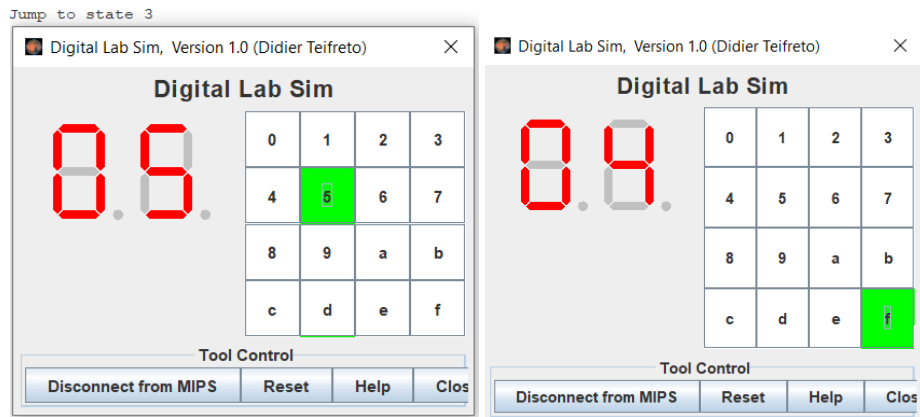 Jump to state 3
Digital Lab Sim, Version 1.0 (Didier Teifreto)
Digital Lab Sim
05
0 1 2 3
4 5 6 7
8 9 a b
c d e f
Tool Control
Disconnect from MIPS Reset Help Clos
Digital Lab Sim, Version 1.0 (Didier Teifreto)
Digital Lab Sim
04
0 1 2 3
4 5 6 7
8 9 a b
c d e f
Tool Control
Disconnect from MIPS Reset Help Clos